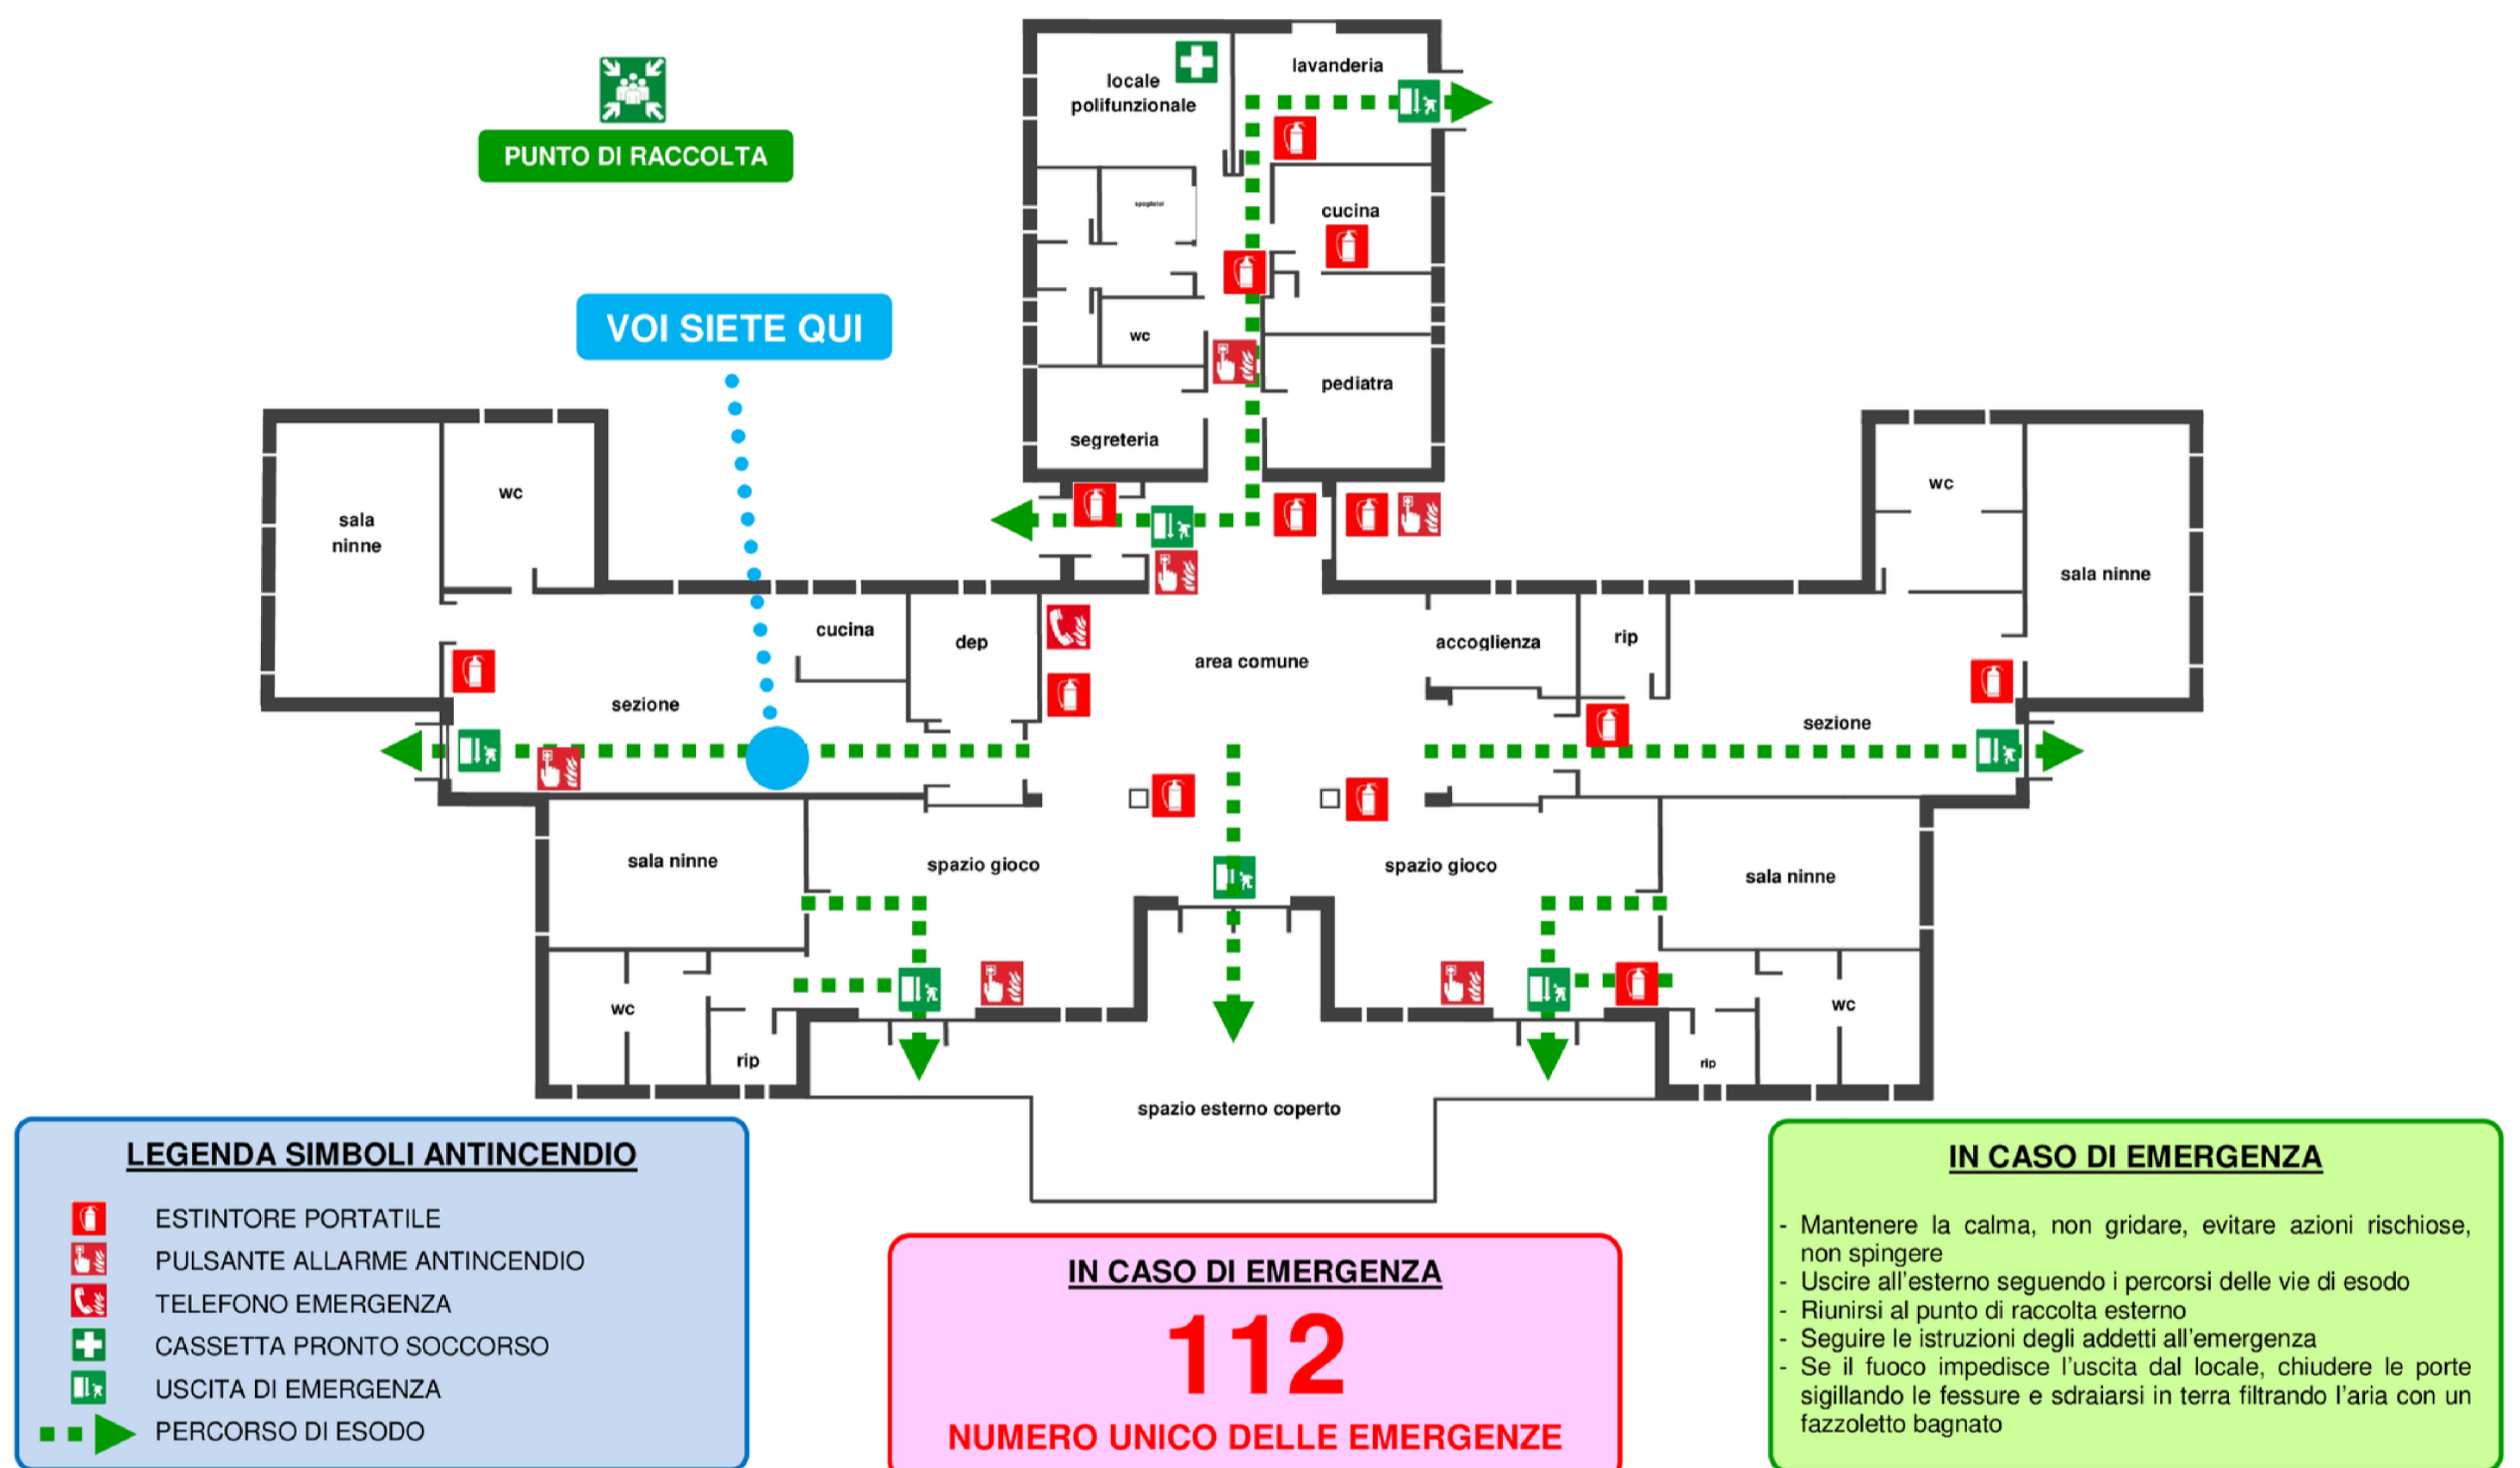 PUNTO DI RACCOLTA
VOI SIETE QUI
locale
polifunzionale
lavanderia
spogliatoi
cucina
wc
pediatra
segreteria
sala
ninne
wc
wc
sala ninne
cucina
dep
area comune
accoglienza
rip
sezione
sezione
sala ninne
spazio gioco
spazio gioco
sala ninne
wc
rip
wc
rip
spazio esterno coperto
LEGENDA SIMBOLI ANTINCENDIO
ESTINTORE PORTATILE
PULSANTE ALLARME ANTINCENDIO
TELEFONO EMERGENZA
CASSETTA PRONTO SOCCORSO
USCITA DI EMERGENZA
PERCORSO DI ESODO
IN CASO DI EMERGENZA
112
NUMERO UNICO DELLE EMERGENZE
IN CASO DI EMERGENZA
- Mantenere la calma, non gridare, evitare azioni rischiose,
non spingere
- Uscire all'esterno seguendo i percorsi delle vie di esodo
- Riunirsi al punto di raccolta esterno
- Seguire le istruzioni degli addetti all'emergenza
- Se il fuoco impedisce l'uscita dal locale, chiudere le porte
sigillando le fessure e sdraiarsi in terra filtrando l'aria con un
fazzoletto bagnato